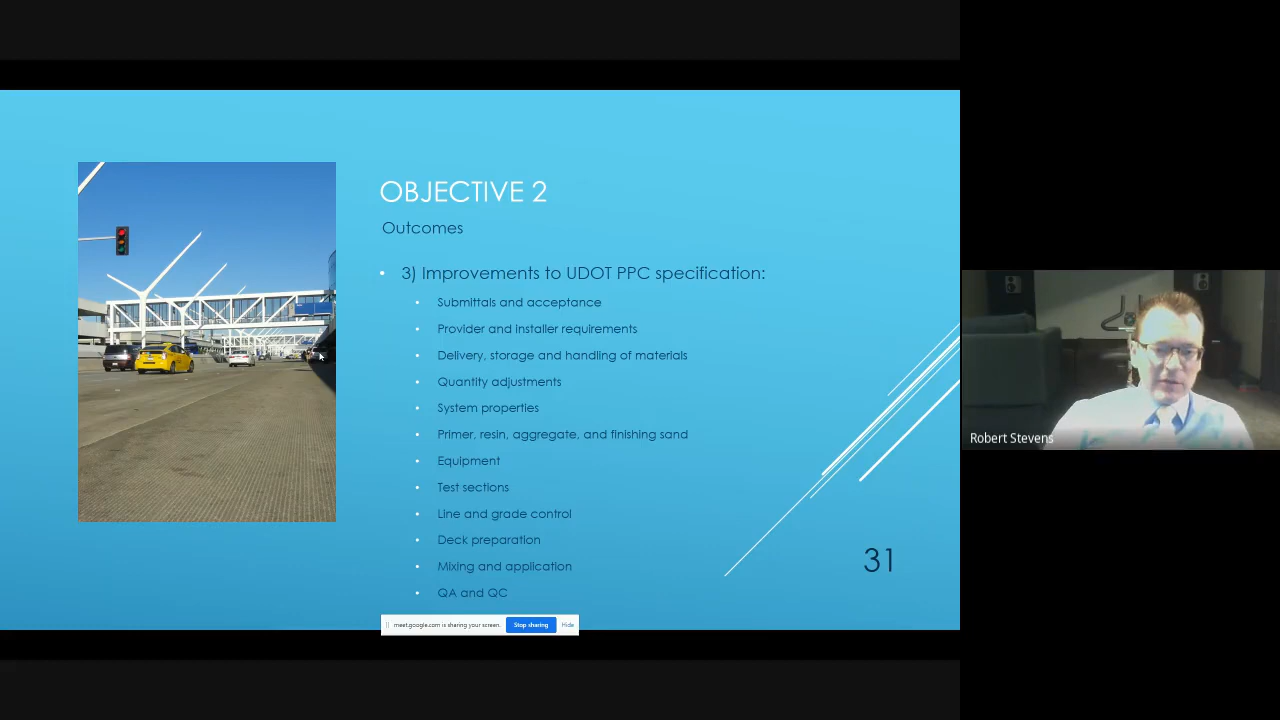 OBJECTIVE 2
Outcomes
• 3) Improvements to UDOT PPC specification:
• Submittals and acceptance
• Provider and Installer requirements
• Delivery, storage and handling of materials
• Quantity adjustments
• System properties
• Primer, resin, aggregate, and finishing sand
• Equipment
• Test sections
• Line and grade control
• Deck preparation
• Mixing and application
• QA and QC
31
meet.google.com is sharing your screen.
Stop sharing
Hide
Robert Stevens